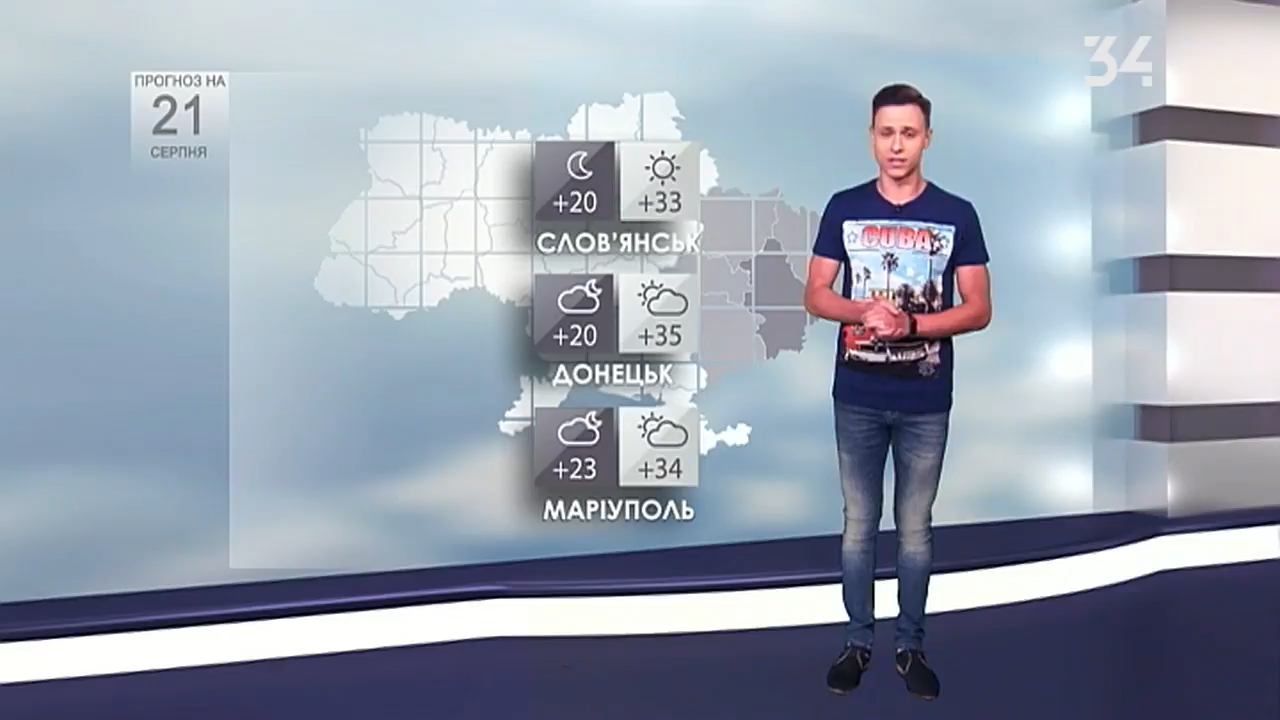 34
ПРОГНОЗ НА
21
СЕРПНЯ
+20 +33
СЛОВ'ЯНСЬК
+20 +35
ДОНЕЦЬК
+23 +34
МАРІУПОЛЬ
CUBA